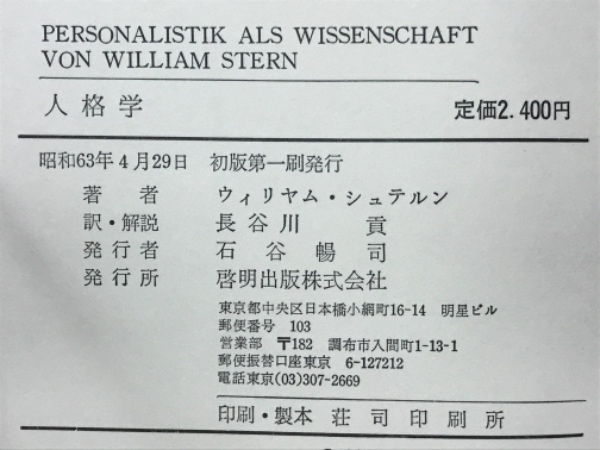 PERSONALISTIK ALS WISSENSCHAFT
VON WILLIAM STERN
人格学 定価2.400円
昭和63年4月29日 初版第一刷発行
著者 ウィリヤム・シュテルン
訳・解説 長谷川 貢
発行者 石谷暢司
発行所 啓明出版株式会社
東京都中央区日本橋小網町16-14 明星ビル
郵便番号 103
営業部 〒182 調布市入間町1-13-1
郵便振替口座東京 6-127212
電話東京(03)307-2669
印刷・製本 荘司印刷所